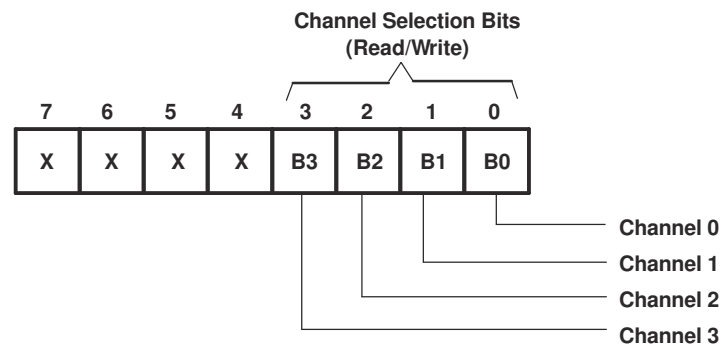 Channel Selection Bits
(Read/Write)
7 6 5 4 3 2 1 0
X X X X B3 B2 B1 B0
Channel 0
Channel 1
Channel 2
Channel 3